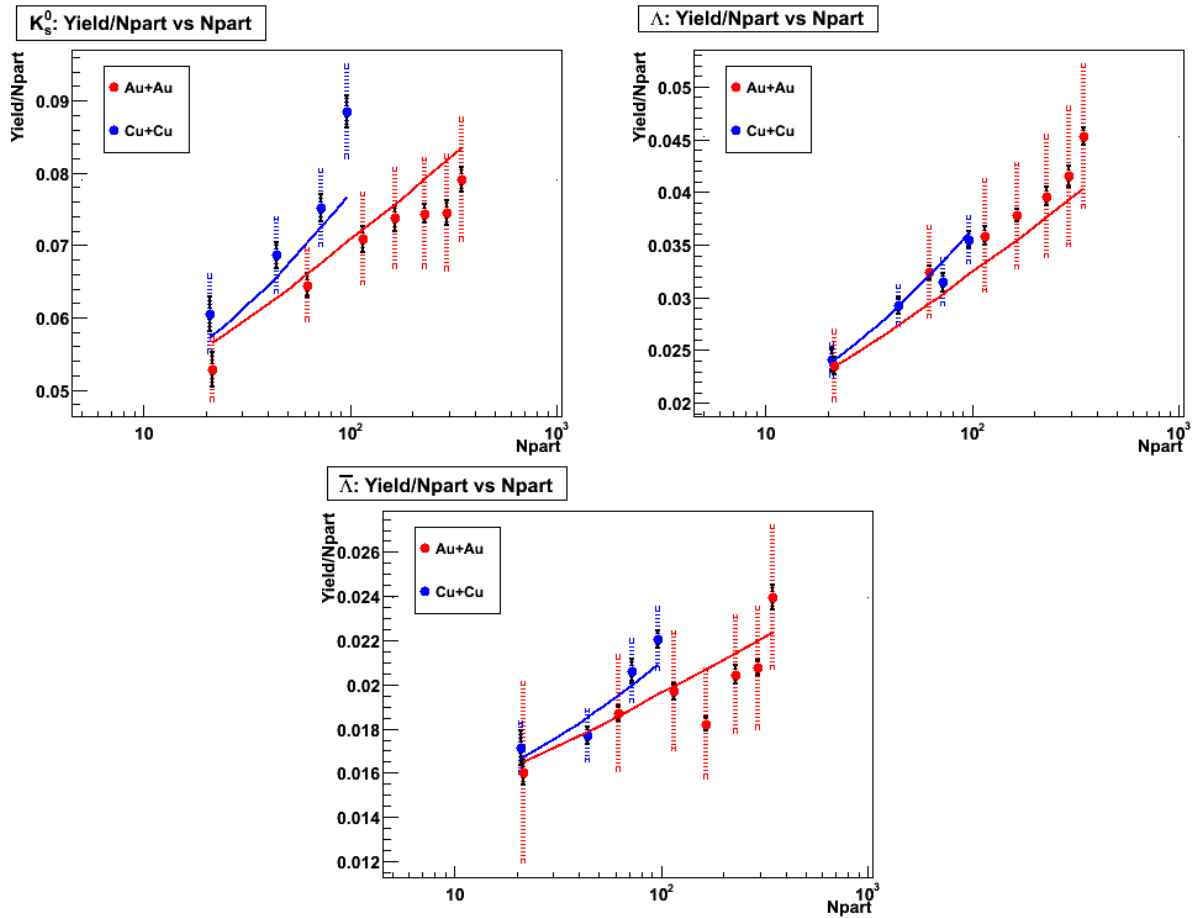 K⁰ₛ: Yield/Npart vs Npart
Yield/Npart
Au+Au
Cu+Cu
0.09
0.08
0.07
0.06
0.05
10
10²
10³
Npart
Λ: Yield/Npart vs Npart
Yield/Npart
Au+Au
Cu+Cu
0.05
0.045
0.04
0.035
0.03
0.025
0.02
10
10²
10³
Npart
Λ̅: Yield/Npart vs Npart
Yield/Npart
Au+Au
Cu+Cu
0.026
0.024
0.022
0.02
0.018
0.016
0.014
0.012
10
10²
10³
Npart